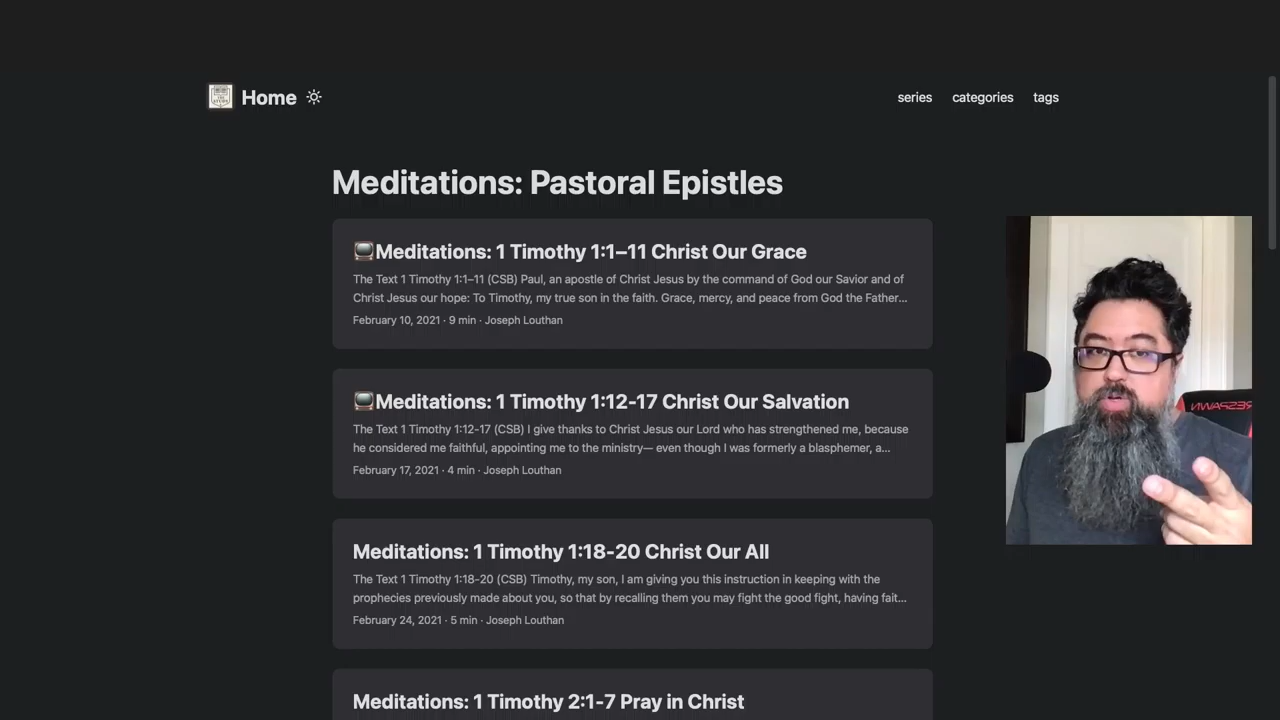 Home
series categories tags
Meditations: Pastoral Epistles
Meditations: 1 Timothy 1:1–11 Christ Our Grace
The Text 1 Timothy 1:1–11 (CSB) Paul, an apostle of Christ Jesus by the command of God our Savior and of
Christ Jesus our hope: To Timothy, my true son in the faith. Grace, mercy, and peace from God the Father...
February 10, 2021 · 9 min · Joseph Louthan
Meditations: 1 Timothy 1:12-17 Christ Our Salvation
The Text 1 Timothy 1:12-17 (CSB) I give thanks to Christ Jesus our Lord who has strengthened me, because
he considered me faithful, appointing me to the ministry— even though I was formerly a blasphemer, a...
February 17, 2021 · 4 min · Joseph Louthan
Meditations: 1 Timothy 1:18-20 Christ Our All
The Text 1 Timothy 1:18-20 (CSB) Timothy, my son, I am giving you this instruction in keeping with the
prophecies previously made about you, so that by recalling them you may fight the good fight, having fait...
February 24, 2021 · 5 min · Joseph Louthan
Meditations: 1 Timothy 2:1-7 Pray in Christ
RESPAWN